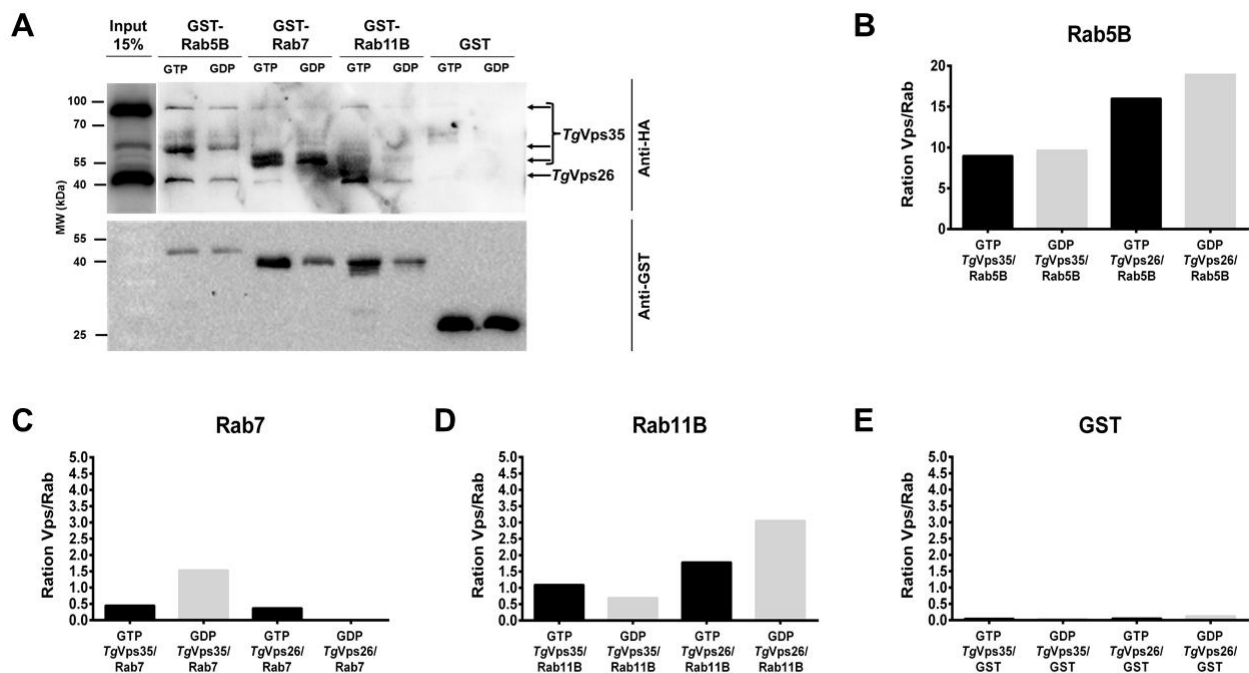 A
Input
15%
GST-
Rab5B
GST-
Rab7
GST-
Rab11B
GST
GTP GDP GTP GDP GTP GDP GTP GDP
MW (kDa)
100
70
55
40
TgVps35
TgVps26
Anti-HA
55
40
25
Anti-GST
B
Rab5B
Ration Vps/Rab
20
15
10
5
0
GTP
TgVps35/
Rab5B
GDP
TgVps35/
Rab5B
GTP
TgVps26/
Rab5B
GDP
TgVps26/
Rab5B
C
Rab7
Ration Vps/Rab
5.0
4.5
4.0
3.5
3.0
2.5
2.0
1.5
1.0
0.5
0.0
GTP
TgVps35/
Rab7
GDP
TgVps35/
Rab7
GTP
TgVps26/
Rab7
GDP
TgVps26/
Rab7
D
Rab11B
Ration Vps/Rab
5.0
4.5
4.0
3.5
3.0
2.5
2.0
1.5
1.0
0.5
0.0
GTP
TgVps35/
Rab11B
GDP
TgVps35/
Rab11B
GTP
TgVps26/
Rab11B
GDP
TgVps26/
Rab11B
E
GST
Ration Vps/Rab
5.0
4.5
4.0
3.5
3.0
2.5
2.0
1.5
1.0
0.5
0.0
GTP
TgVps35/
GST
GDP
TgVps35/
GST
GTP
TgVps26/
GST
GDP
TgVps26/
GST